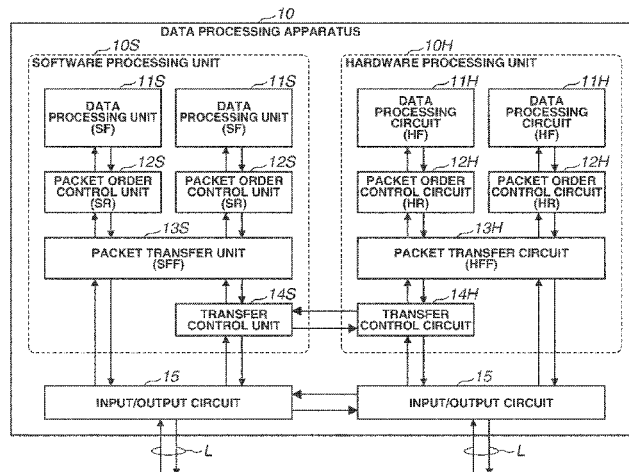 10
DATA PROCESSING APPARATUS
10S
SOFTWARE PROCESSING UNIT
11S
DATA
PROCESSING UNIT
(SF)
11S
DATA
PROCESSING UNIT
(SF)
12S
PACKET ORDER
CONTROL UNIT
(SR)
12S
PACKET ORDER
CONTROL UNIT
(SR)
13S
PACKET TRANSFER UNIT
(SFF)
14S
TRANSFER
CONTROL UNIT
10H
HARDWARE PROCESSING UNIT
11H
DATA
PROCESSING
CIRCUIT
(HF)
11H
DATA
PROCESSING
CIRCUIT
(HF)
12H
PACKET ORDER
CONTROL CIRCUIT
(HR)
12H
PACKET ORDER
CONTROL CIRCUIT
(HR)
13H
PACKET TRANSFER CIRCUIT
(HFF)
14H
TRANSFER
CONTROL CIRCUIT
15
INPUT/OUTPUT CIRCUIT
15
INPUT/OUTPUT CIRCUIT
L
L